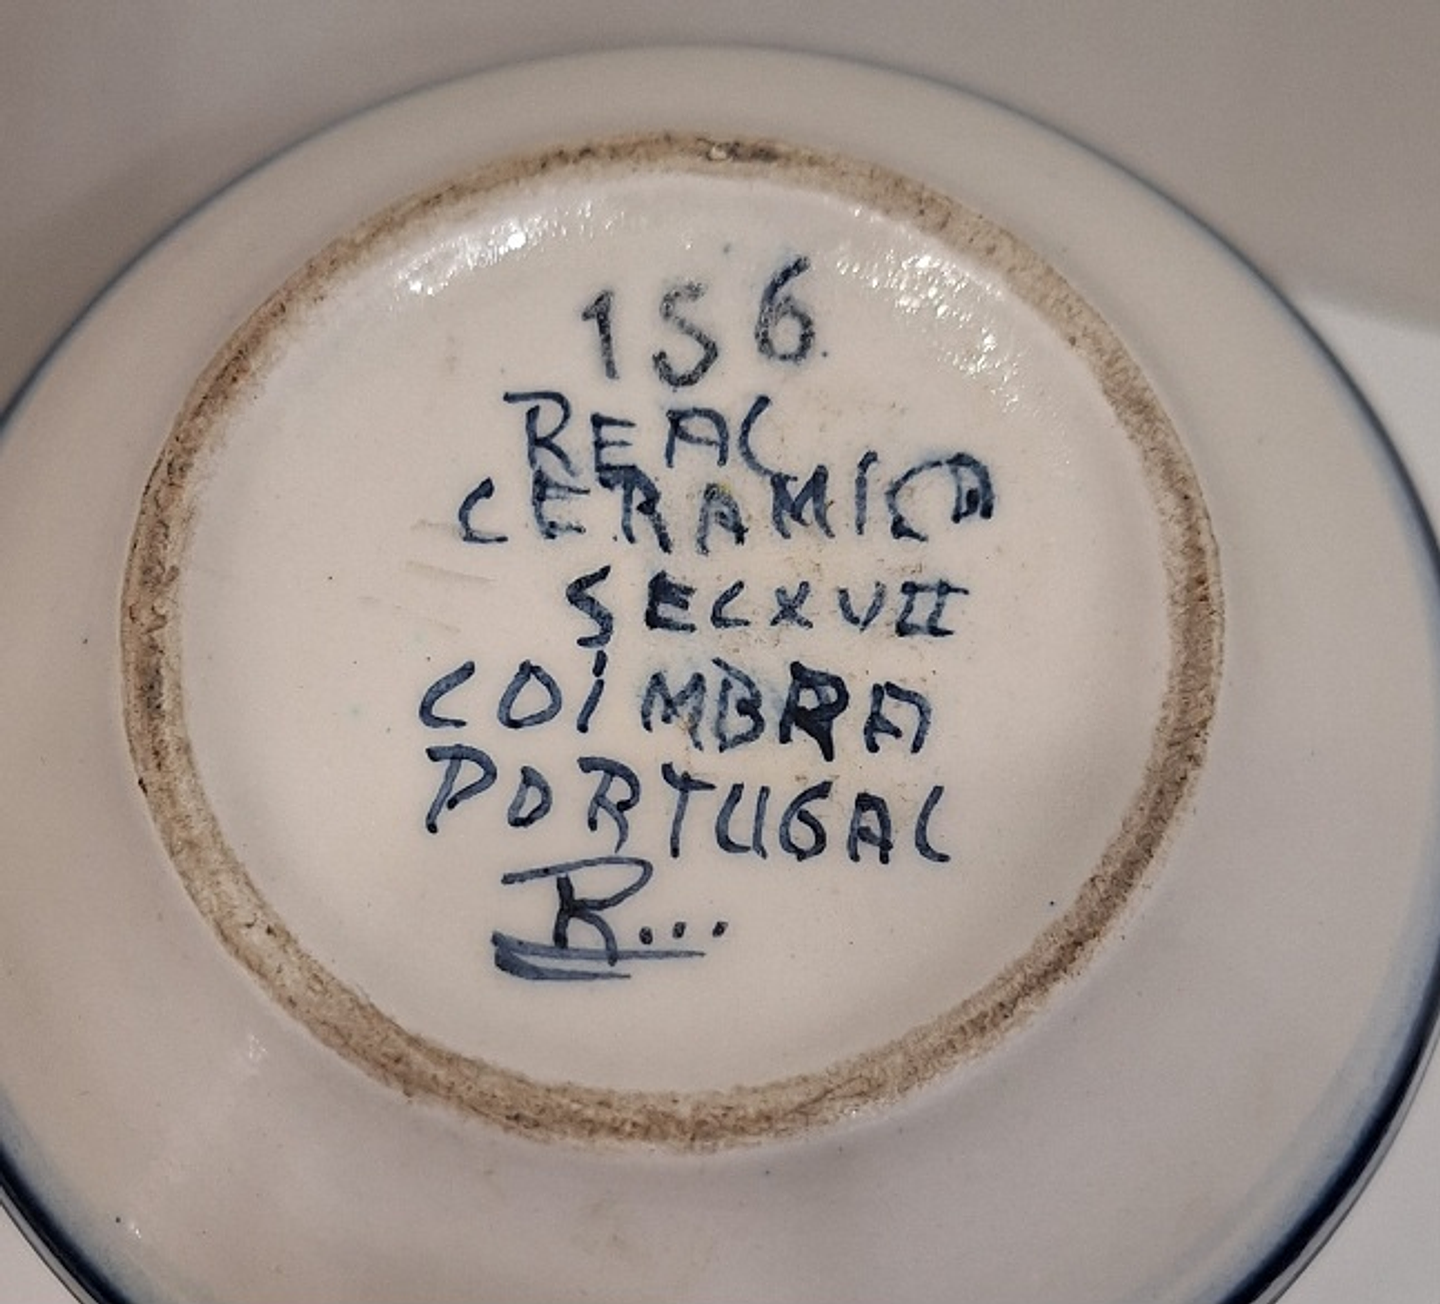 156
REAL
CERAMICA
SECXVII
COIMBRA
PORTUGAL
R...